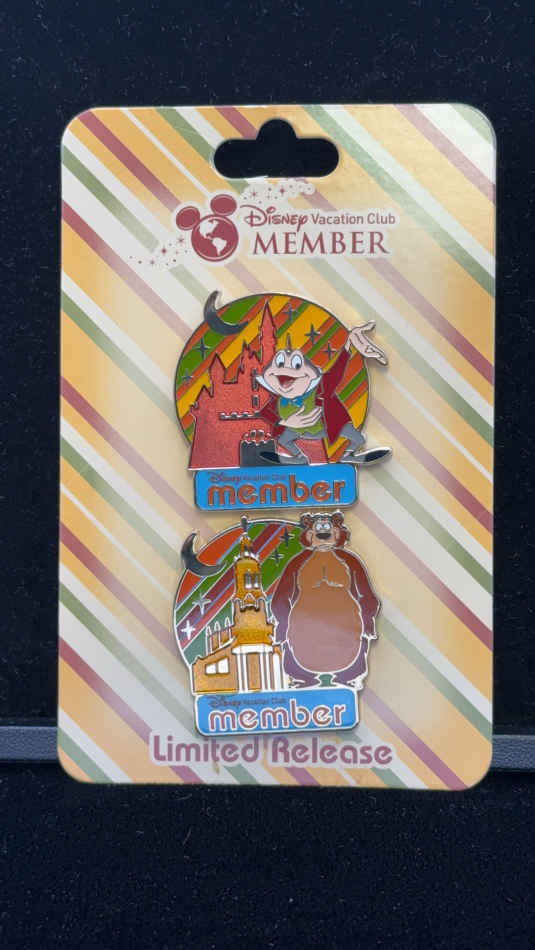 Disney Vacation Club
MEMBER
Disney Vacation Club
member
Disney Vacation Club
member
Limited Release